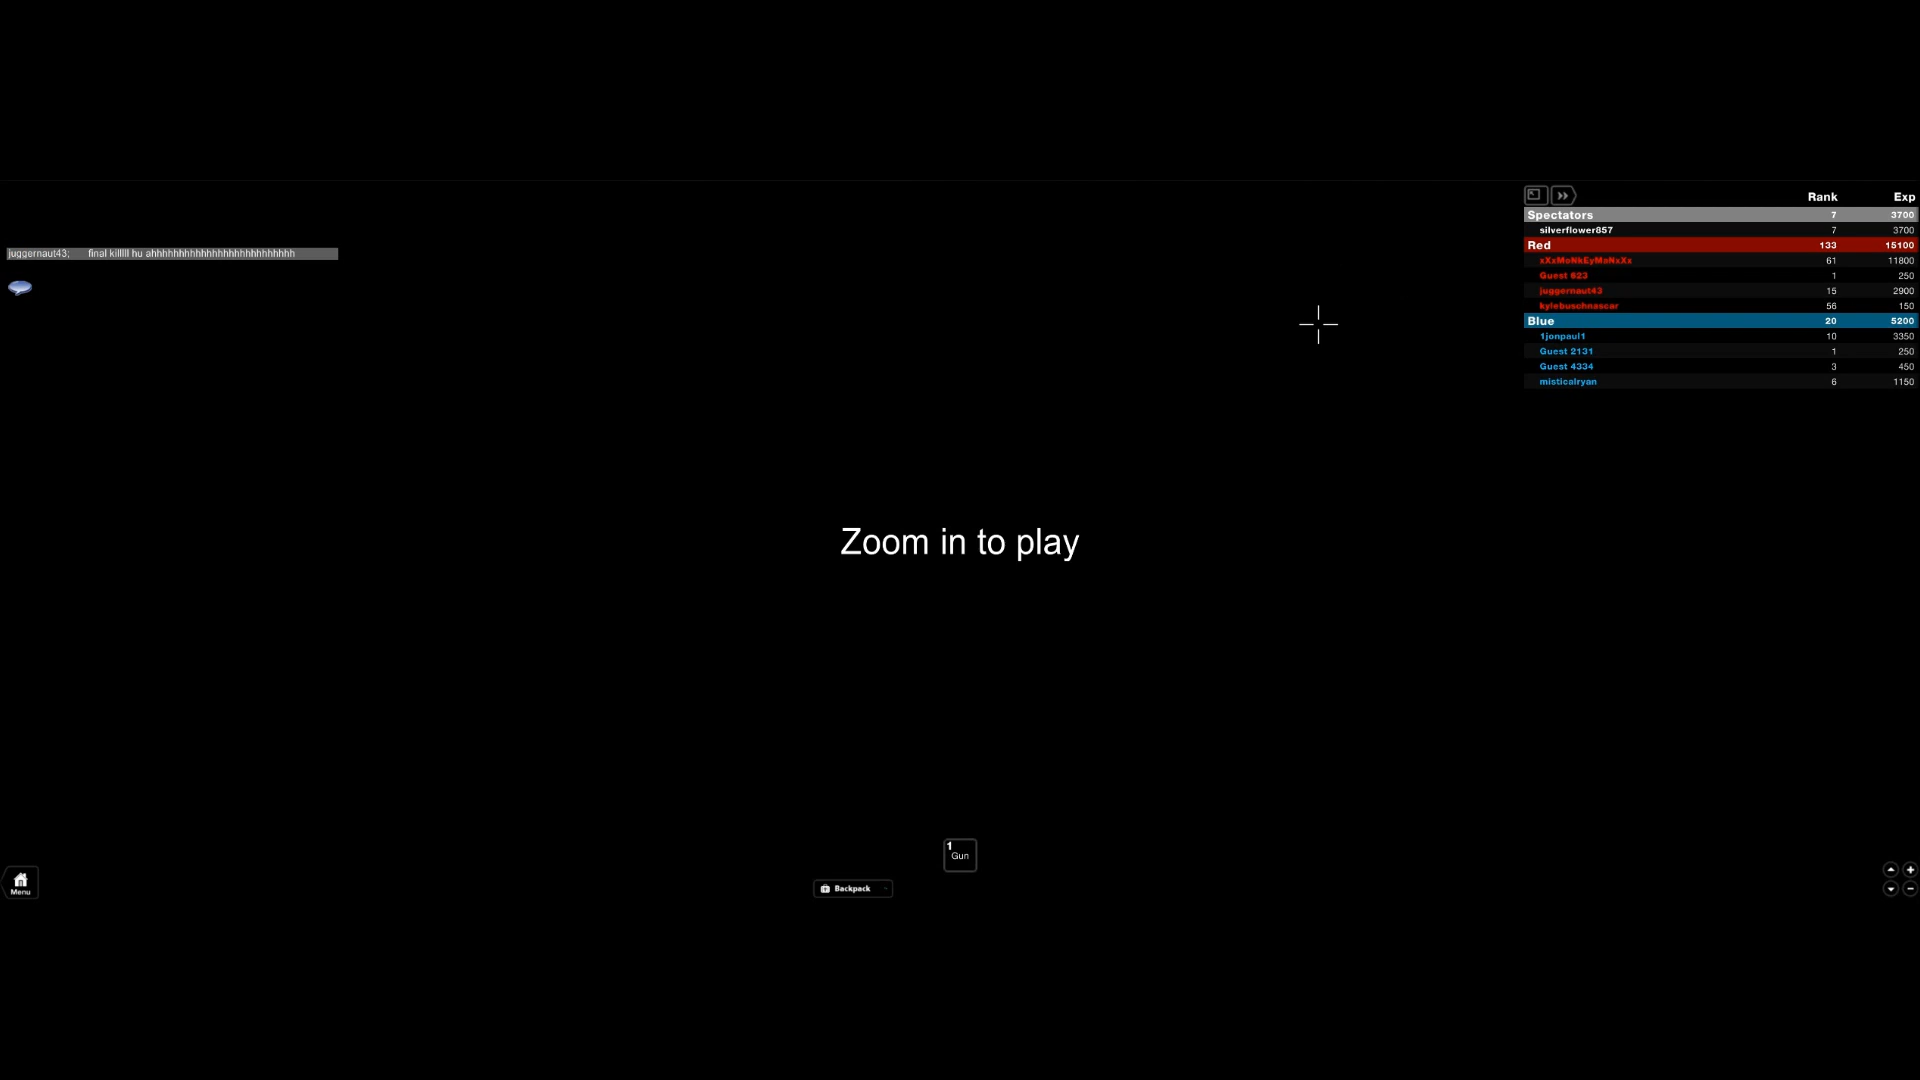 Rank Exp
Spectators 7 3700
silverflower857 7 3700
juggernaut43; final killlll hu ahhhhhhhhhhhhhhhhhhhhhhhhhhh
Red 133 15100
xXxMoNkEyMaNxXx 61 11800
Guest 623 1 250
juggernaut43 15 2900
kylebuschnascar 56 150
Blue 20 5200
1jonpaul1 10 3350
Guest 2131 1 250
Guest 4334 3 450
misticalryan 6 1150
Zoom in to play
1
Gun
Menu
Backpack